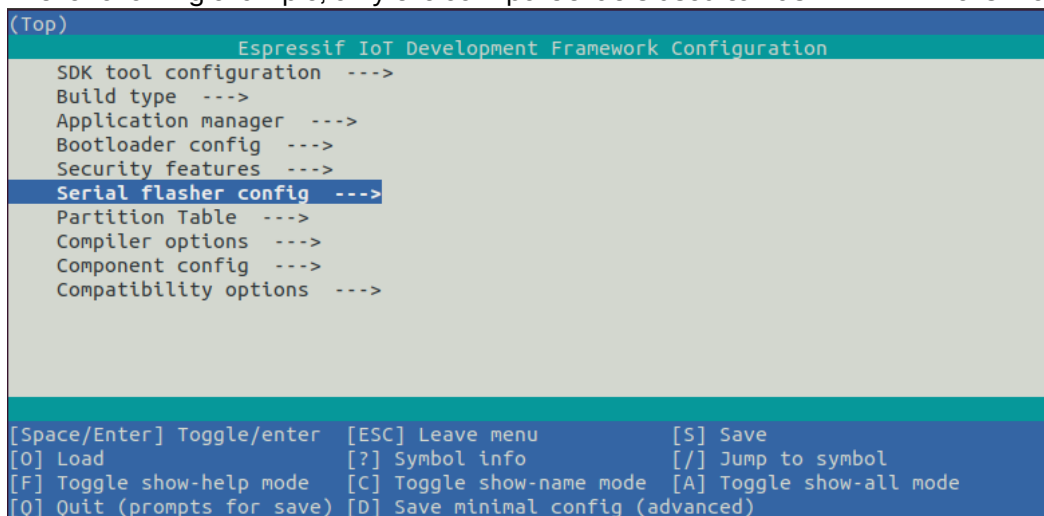 (Top)
Espressif IoT Development Framework Configuration
SDK tool configuration --->
Build type --->
Application manager --->
Bootloader config --->
Security features --->
Serial flasher config --->
Partition Table --->
Compiler options --->
Component config --->
Compatibility options --->
[Space/Enter] Toggle/enter [ESC] Leave menu [S] Save
[O] Load [?] Symbol info [/] Jump to symbol
[F] Toggle show-help mode [C] Toggle show-name mode [A] Toggle show-all mode
[Q] Quit (prompts for save) [D] Save minimal config (advanced)